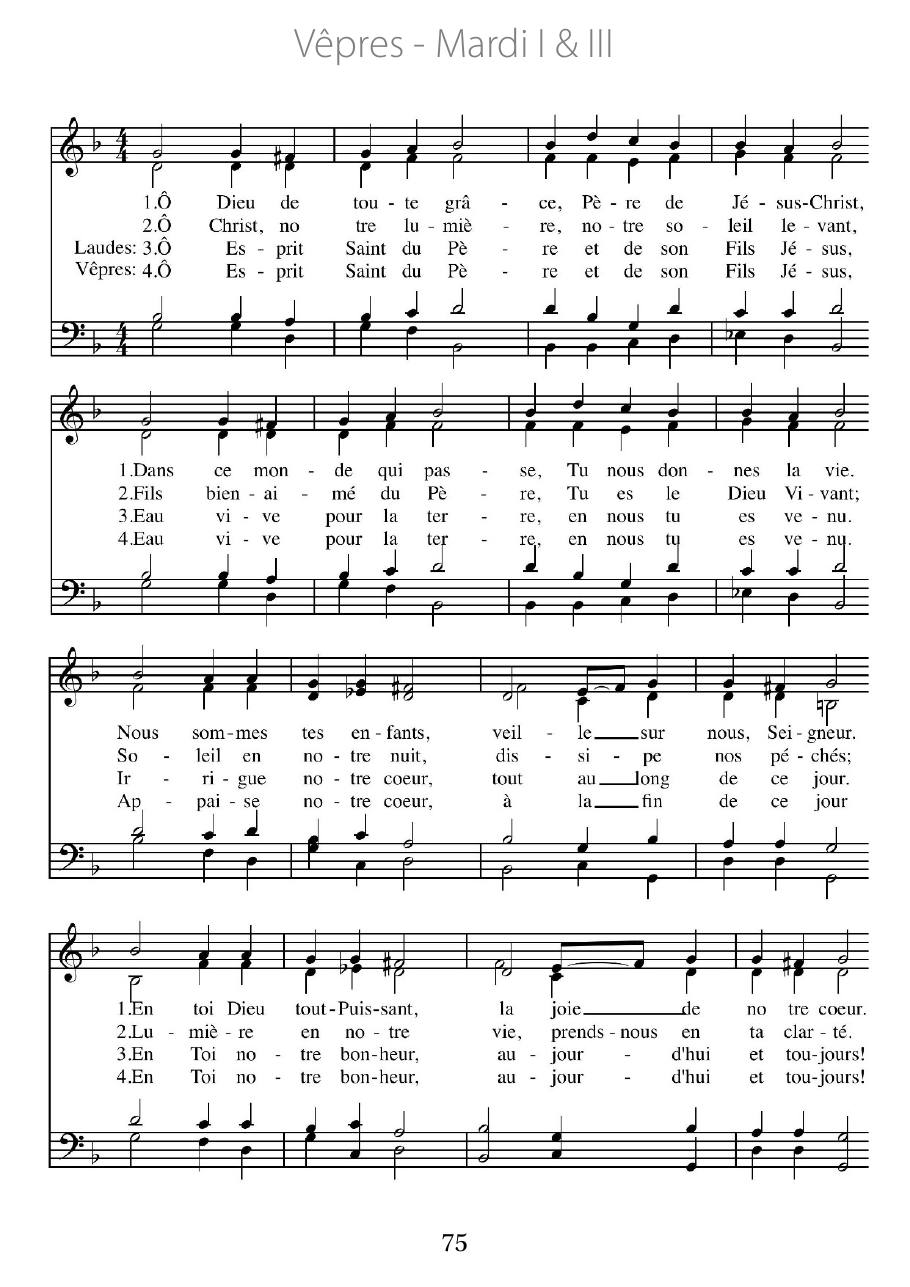 Vêpres - Mardi I & III
1.Ô Dieu de tou - te grâ - ce, Pè - re de Jé - sus-Christ,
2.Ô Christ, no tre lu - miè - re, no - tre so - leil le - vant,
Laudes: 3.Ô Es - prit Saint du Pè - re et de son Fils Jé - sus,
Vêpres: 4.Ô Es - prit Saint du Pè - re et de son Fils Jé - sus,
1.Dans ce mon - de qui pas - se, Tu nous don - nes la vie.
2.Fils bien - ai - mé du Pè - re, Tu es le Dieu Vi - vant;
3.Eau vi - ve pour la ter - re, en nous tu es ve - nu.
4.Eau vi - ve pour la ter - re, en nous tu es ve - nu.
Nous som - mes tes en - fants, veil - le sur nous, Sei - gneur.
So - leil en no - tre nuit, dis - si - pe nos pé - chés;
Ir - ri - gue no - tre coeur, tout au long de ce jour.
Ap - pai - se no - tre coeur, à la fin de ce jour
1.En toi Dieu tout - Puis - sant, la joie de no tre coeur.
2.Lu - miè - re en no - tre vie, prends - nous en ta clar - té.
3.En Toi no - tre bon - heur, au - jour - d'hui et tou - jours!
4.En Toi no - tre bon - heur, au - jour - d'hui et tou - jours!
75